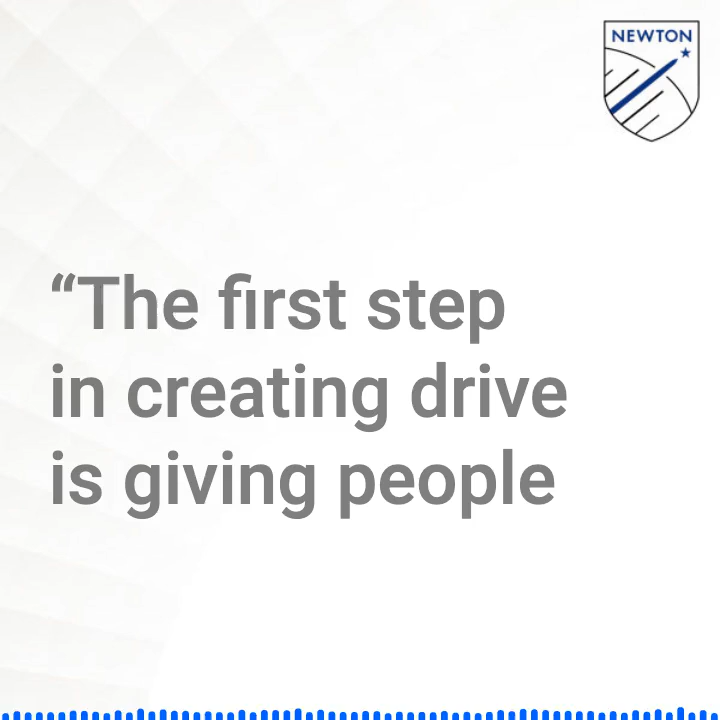 NEWTON
“The first step
in creating drive
is giving people